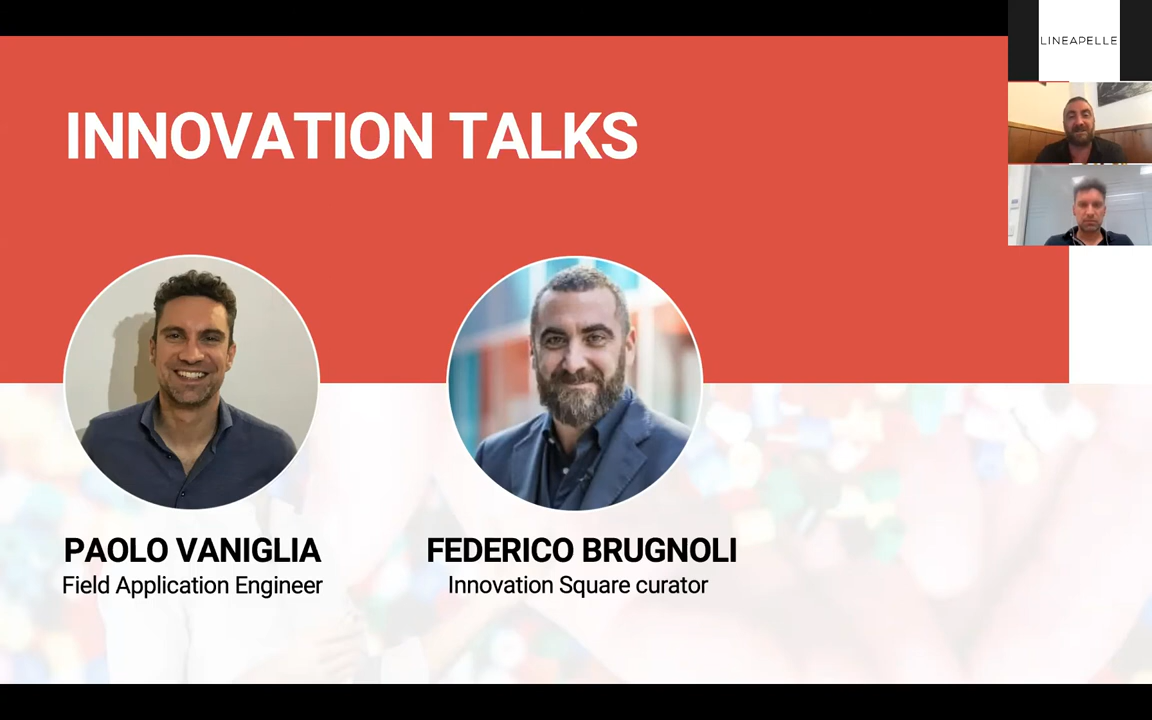 LINEAPELLE
INNOVATION TALKS
PAOLO VANIGLIA
Field Application Engineer
FEDERICO BRUGNOLI
Innovation Square curator